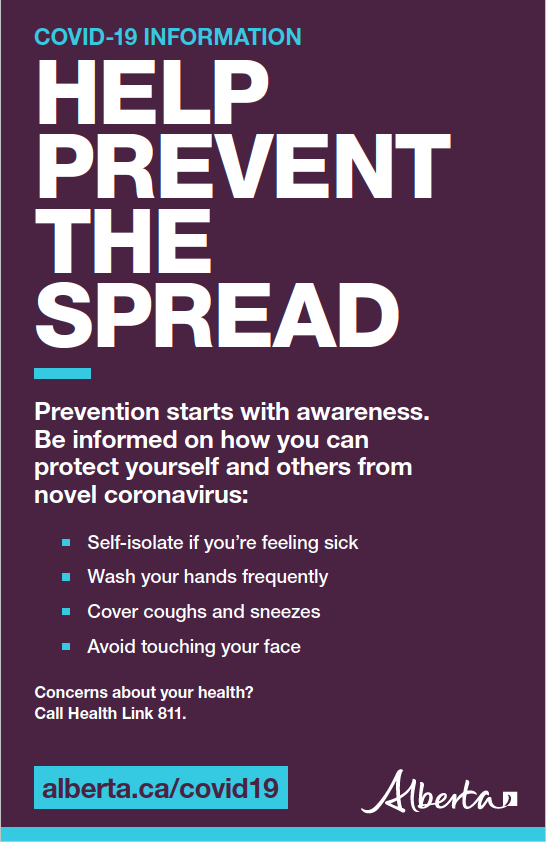 COVID-19 INFORMATION
HELP
PREVENT
THE
SPREAD
Prevention starts with awareness.
Be informed on how you can
protect yourself and others from
novel coronavirus:
Self-isolate if you’re feeling sick
Wash your hands frequently
Cover coughs and sneezes
Avoid touching your face
Concerns about your health?
Call Health Link 811.
alberta.ca/covid19
Alberta